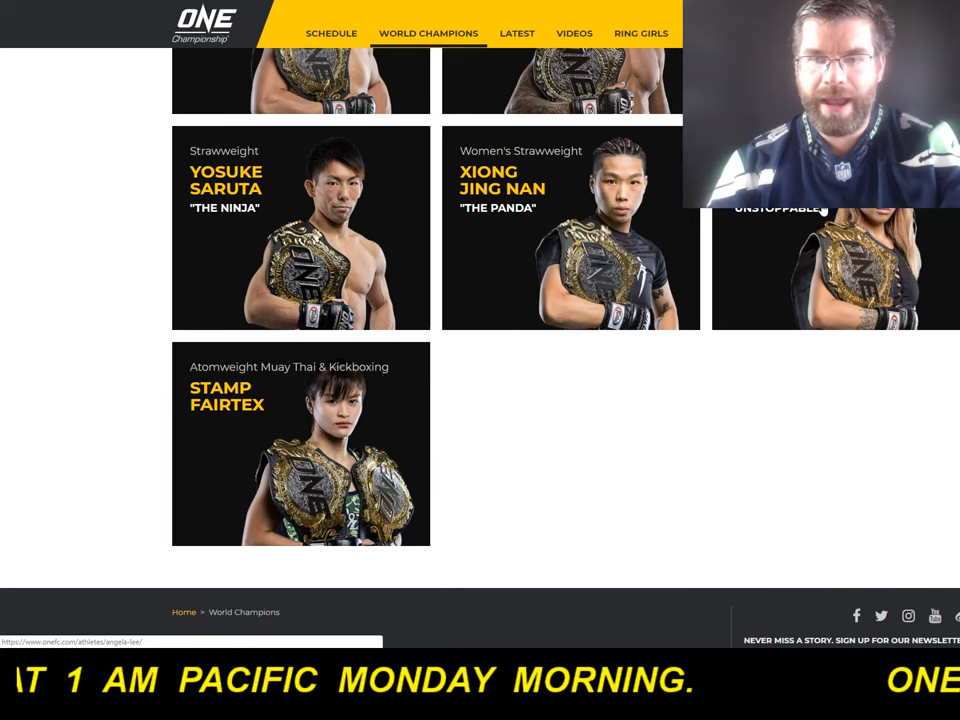 ONE
Championship
SCHEDULE WORLD CHAMPIONS LATEST VIDEOS RING GIRLS
Strawweight
YOSUKE
SARUTA
"THE NINJA"
Women's Strawweight
XIONG
JING NAN
"THE PANDA"
UNSTOPPABLE
Atomweight Muay Thai & Kickboxing
STAMP
FAIRTEX
Home > World Champions
https://www.onefc.com/athletes/angela-lee/
NEVER MISS A STORY. SIGN UP FOR OUR NEWSLETTE
AT 1 AM PACIFIC MONDAY MORNING. ONE